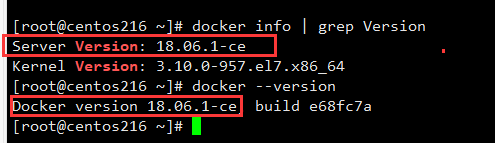 [root@centos216 ~]# docker info | grep Version
Server Version: 18.06.1-ce
Kernel Version: 3.10.0-957.el7.x86_64
[root@centos216 ~]# docker --version
Docker version 18.06.1-ce, build e68fc7a
[root@centos216 ~]#